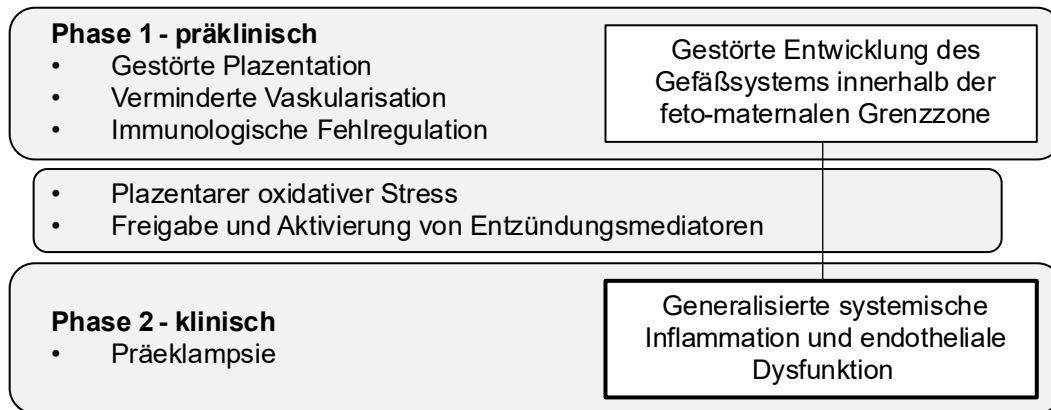 Phase 1 - präklinisch
• Gestörte Plazentation
• Verminderte Vaskularisation
• Immunologische Fehlregulation
Gestörte Entwicklung des
Gefäßsystems innerhalb der
feto-maternalen Grenzzone
• Plazentarer oxidativer Stress
• Freigabe und Aktivierung von Entzündungsmediatoren
Phase 2 - klinisch
• Präeklampsie
Generalisierte systemische
Inflammation und endotheliale
Dysfunktion